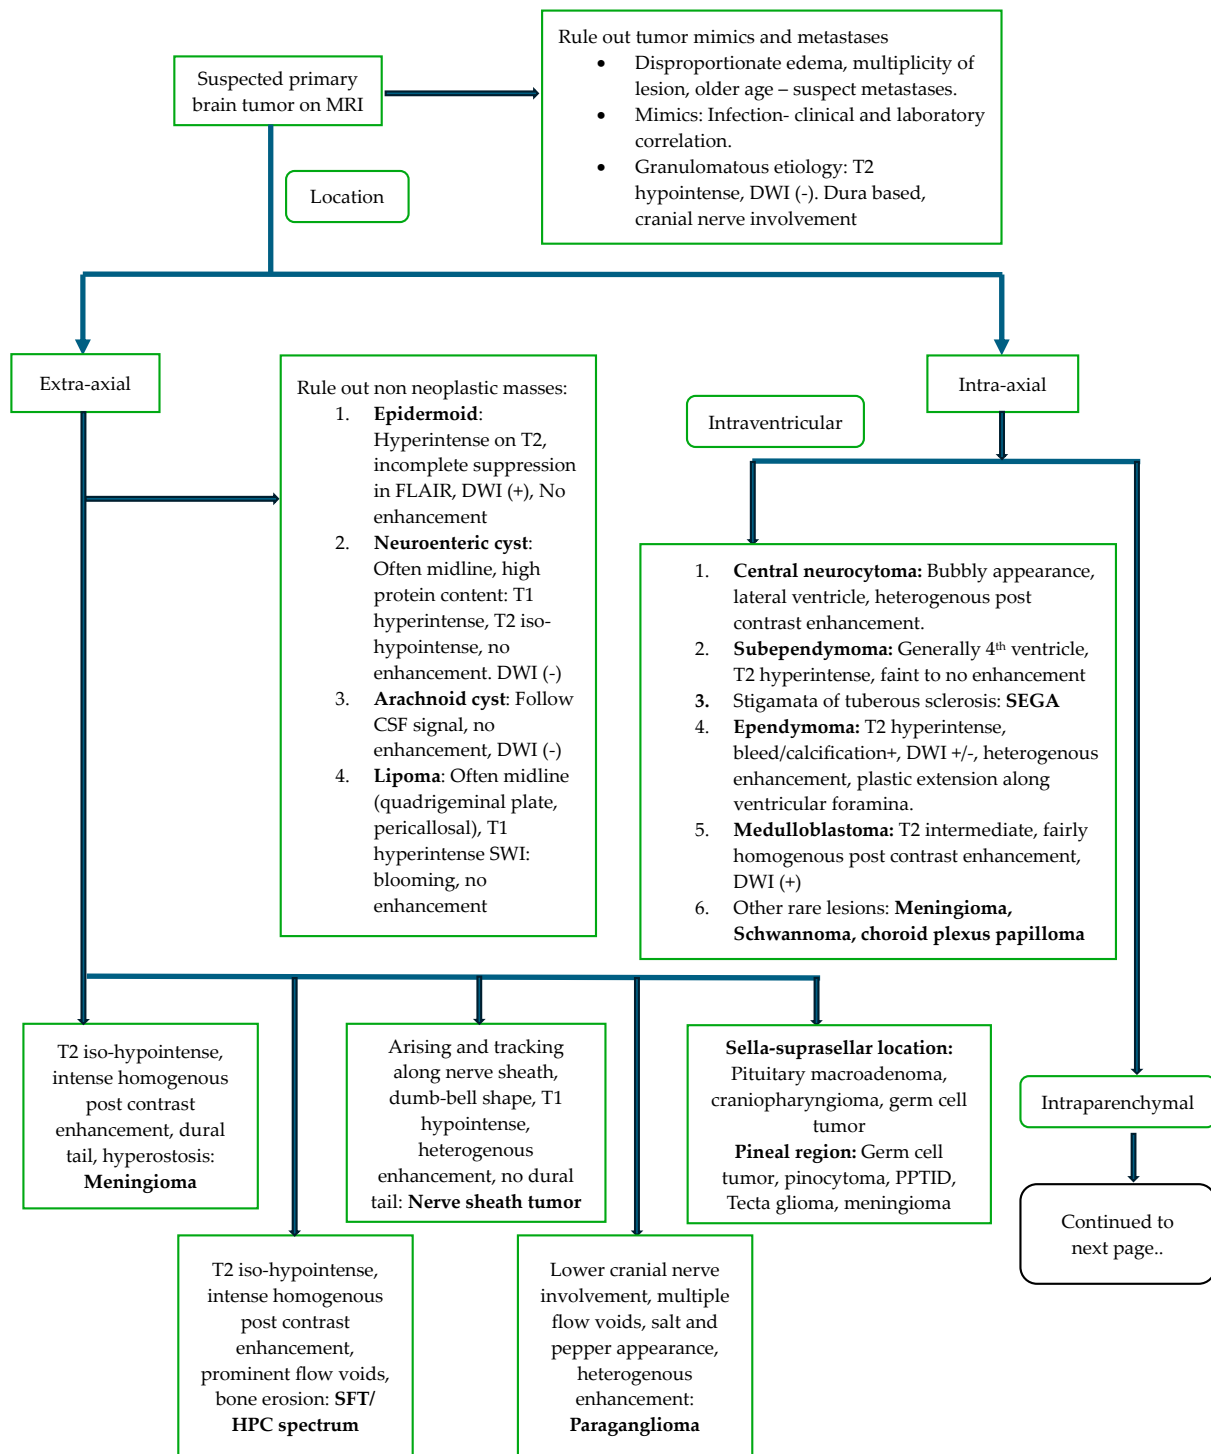 Suspected primary
brain tumor on MRI
Rule out tumor mimics and metastases
• Disproportionate edema, multiplicity of
lesion, older age – suspect metastases.
• Mimics: Infection- clinical and laboratory
correlation.
• Granulomatous etiology: T2
hypointense, DWI (-). Dura based,
cranial nerve involvement
Location
Extra-axial
Rule out non neoplastic masses:
1. Epidermoid:
Hyperintense on T2,
incomplete suppression
in FLAIR, DWI (+), No
enhancement
2. Neuroenteric cyst:
Often midline, high
protein content: T1
hyperintense, T2 iso-
hypointense, no
enhancement. DWI (-)
3. Arachnoid cyst: Follow
CSF signal, no
enhancement, DWI (-)
4. Lipoma: Often midline
(quadrigeminal plate,
pericallosal), T1
hyperintense SWI:
blooming, no
enhancement
Intra-axial
Intraventricular
1. Central neurocytoma: Bubbly appearance,
lateral ventricle, heterogenous post
contrast enhancement.
2. Subependymoma: Generally 4th ventricle,
T2 hyperintense, faint to no enhancement
3. Stigamata of tuberous sclerosis: SEGA
4. Ependymoma: T2 hyperintense,
bleed/calcification+, DWI +/-, heterogenous
enhancement, plastic extension along
ventricular foramina.
5. Medulloblastoma: T2 intermediate, fairly
homogenous post contrast enhancement,
DWI (+)
6. Other rare lesions: Meningioma,
Schwannoma, choroid plexus papilloma
T2 iso-hypointense,
intense homogenous
post contrast
enhancement, dural
tail, hyperostosis:
Meningioma
Arising and tracking
along nerve sheath,
dumb-bell shape, T1
hypointense,
heterogenous
enhancement, no dural
tail: Nerve sheath tumor
Sella-suprasellar location:
Pituitary macroadenoma,
craniopharyngioma, germ cell
tumor
Pineal region: Germ cell
tumor, pinocytoma, PPTID,
Tecta glioma, meningioma
Intraparenchymal
Continued to
next page..
T2 iso-hypointense,
intense homogenous
post contrast
enhancement,
prominent flow voids,
bone erosion: SFT/
HPC spectrum
Lower cranial nerve
involvement, multiple
flow voids, salt and
pepper appearance,
heterogenous
enhancement:
Paraganglioma